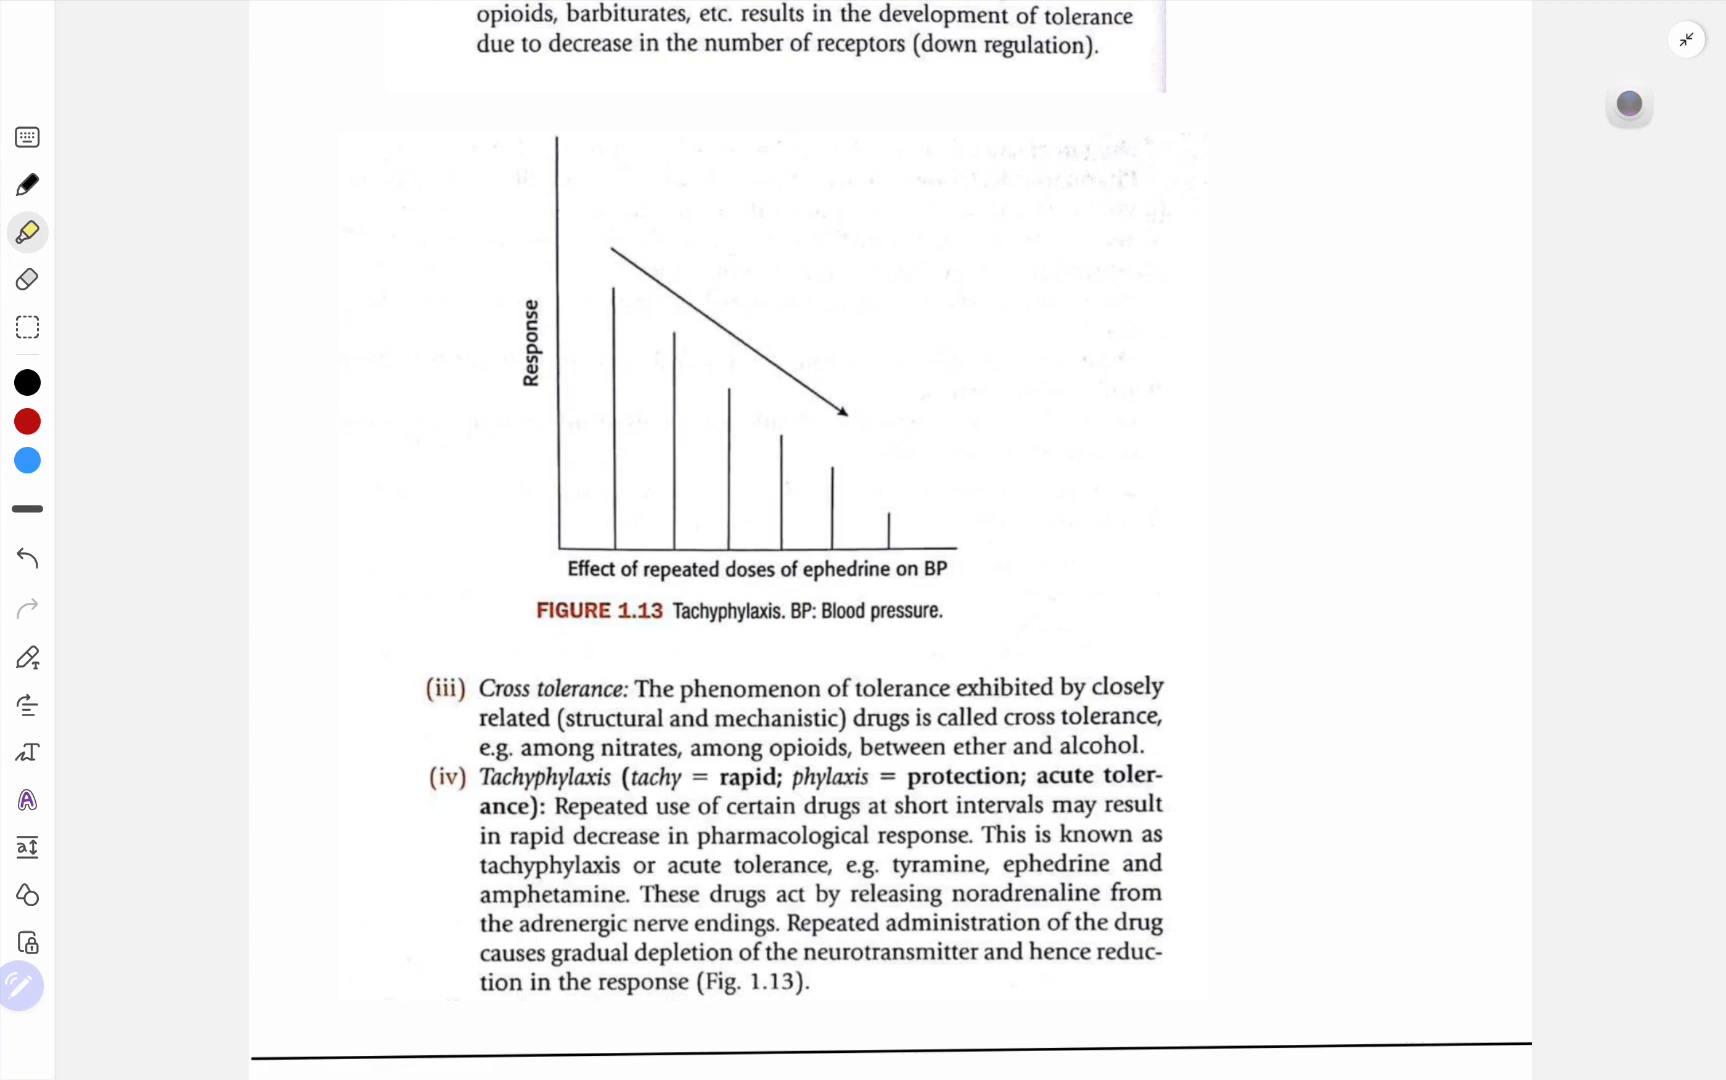 opioids, barbiturates, etc. results in the development of tolerance
due to decrease in the number of receptors (down regulation).
Response
Effect of repeated doses of ephedrine on BP
FIGURE 1.13 Tachyphylaxis. BP: Blood pressure.
(iii) Cross tolerance: The phenomenon of tolerance exhibited by closely
related (structural and mechanistic) drugs is called cross tolerance,
e.g. among nitrates, among opioids, between ether and alcohol.
(iv) Tachyphylaxis (tachy = rapid; phylaxis = protection; acute toler-
ance): Repeated use of certain drugs at short intervals may result
in rapid decrease in pharmacological response. This is known as
tachyphylaxis or acute tolerance, e.g. tyramine, ephedrine and
amphetamine. These drugs act by releasing noradrenaline from
the adrenergic nerve endings. Repeated administration of the drug
causes gradual depletion of the neurotransmitter and hence reduc-
tion in the response (Fig. 1.13).